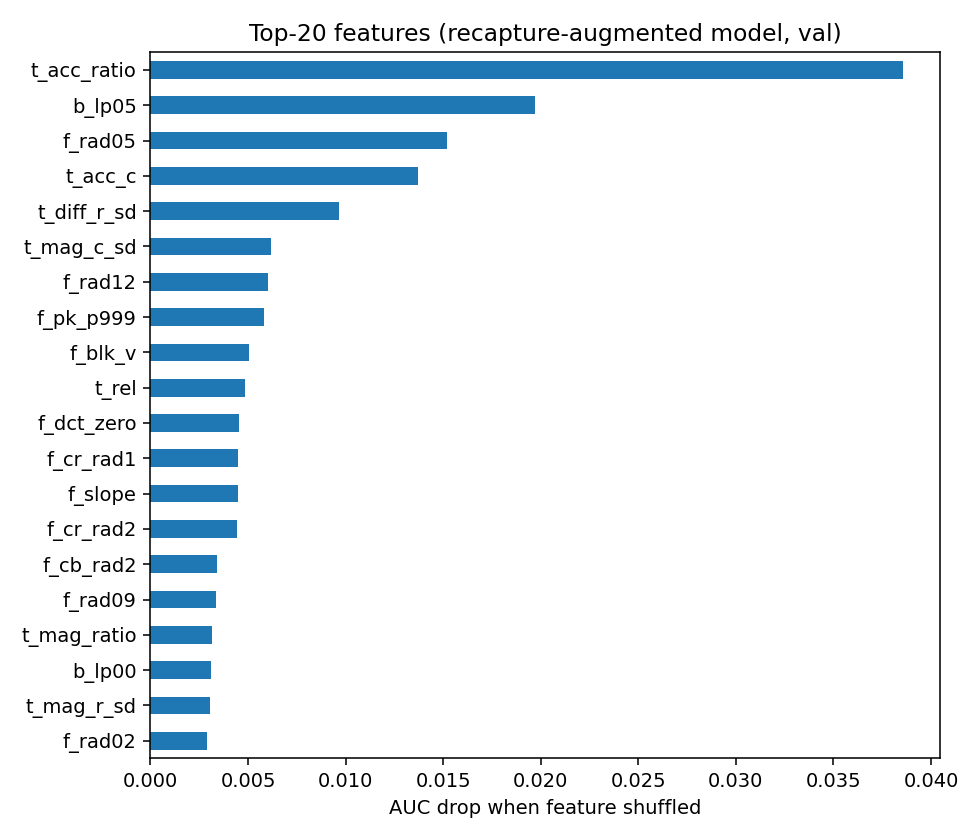 Top-20 features (recapture-augmented model, val)
t_acc_ratio
b_lp05
f_rad05
t_acc_c
t_diff_r_sd
t_mag_c_sd
f_rad12
f_pk_p999
f_blk_v
t_rel
f_dct_zero
f_cr_rad1
f_slope
f_cr_rad2
f_cb_rad2
f_rad09
t_mag_ratio
b_lp00
t_mag_r_sd
f_rad02
0.000 0.005 0.010 0.015 0.020 0.025 0.030 0.035 0.040
AUC drop when feature shuffled